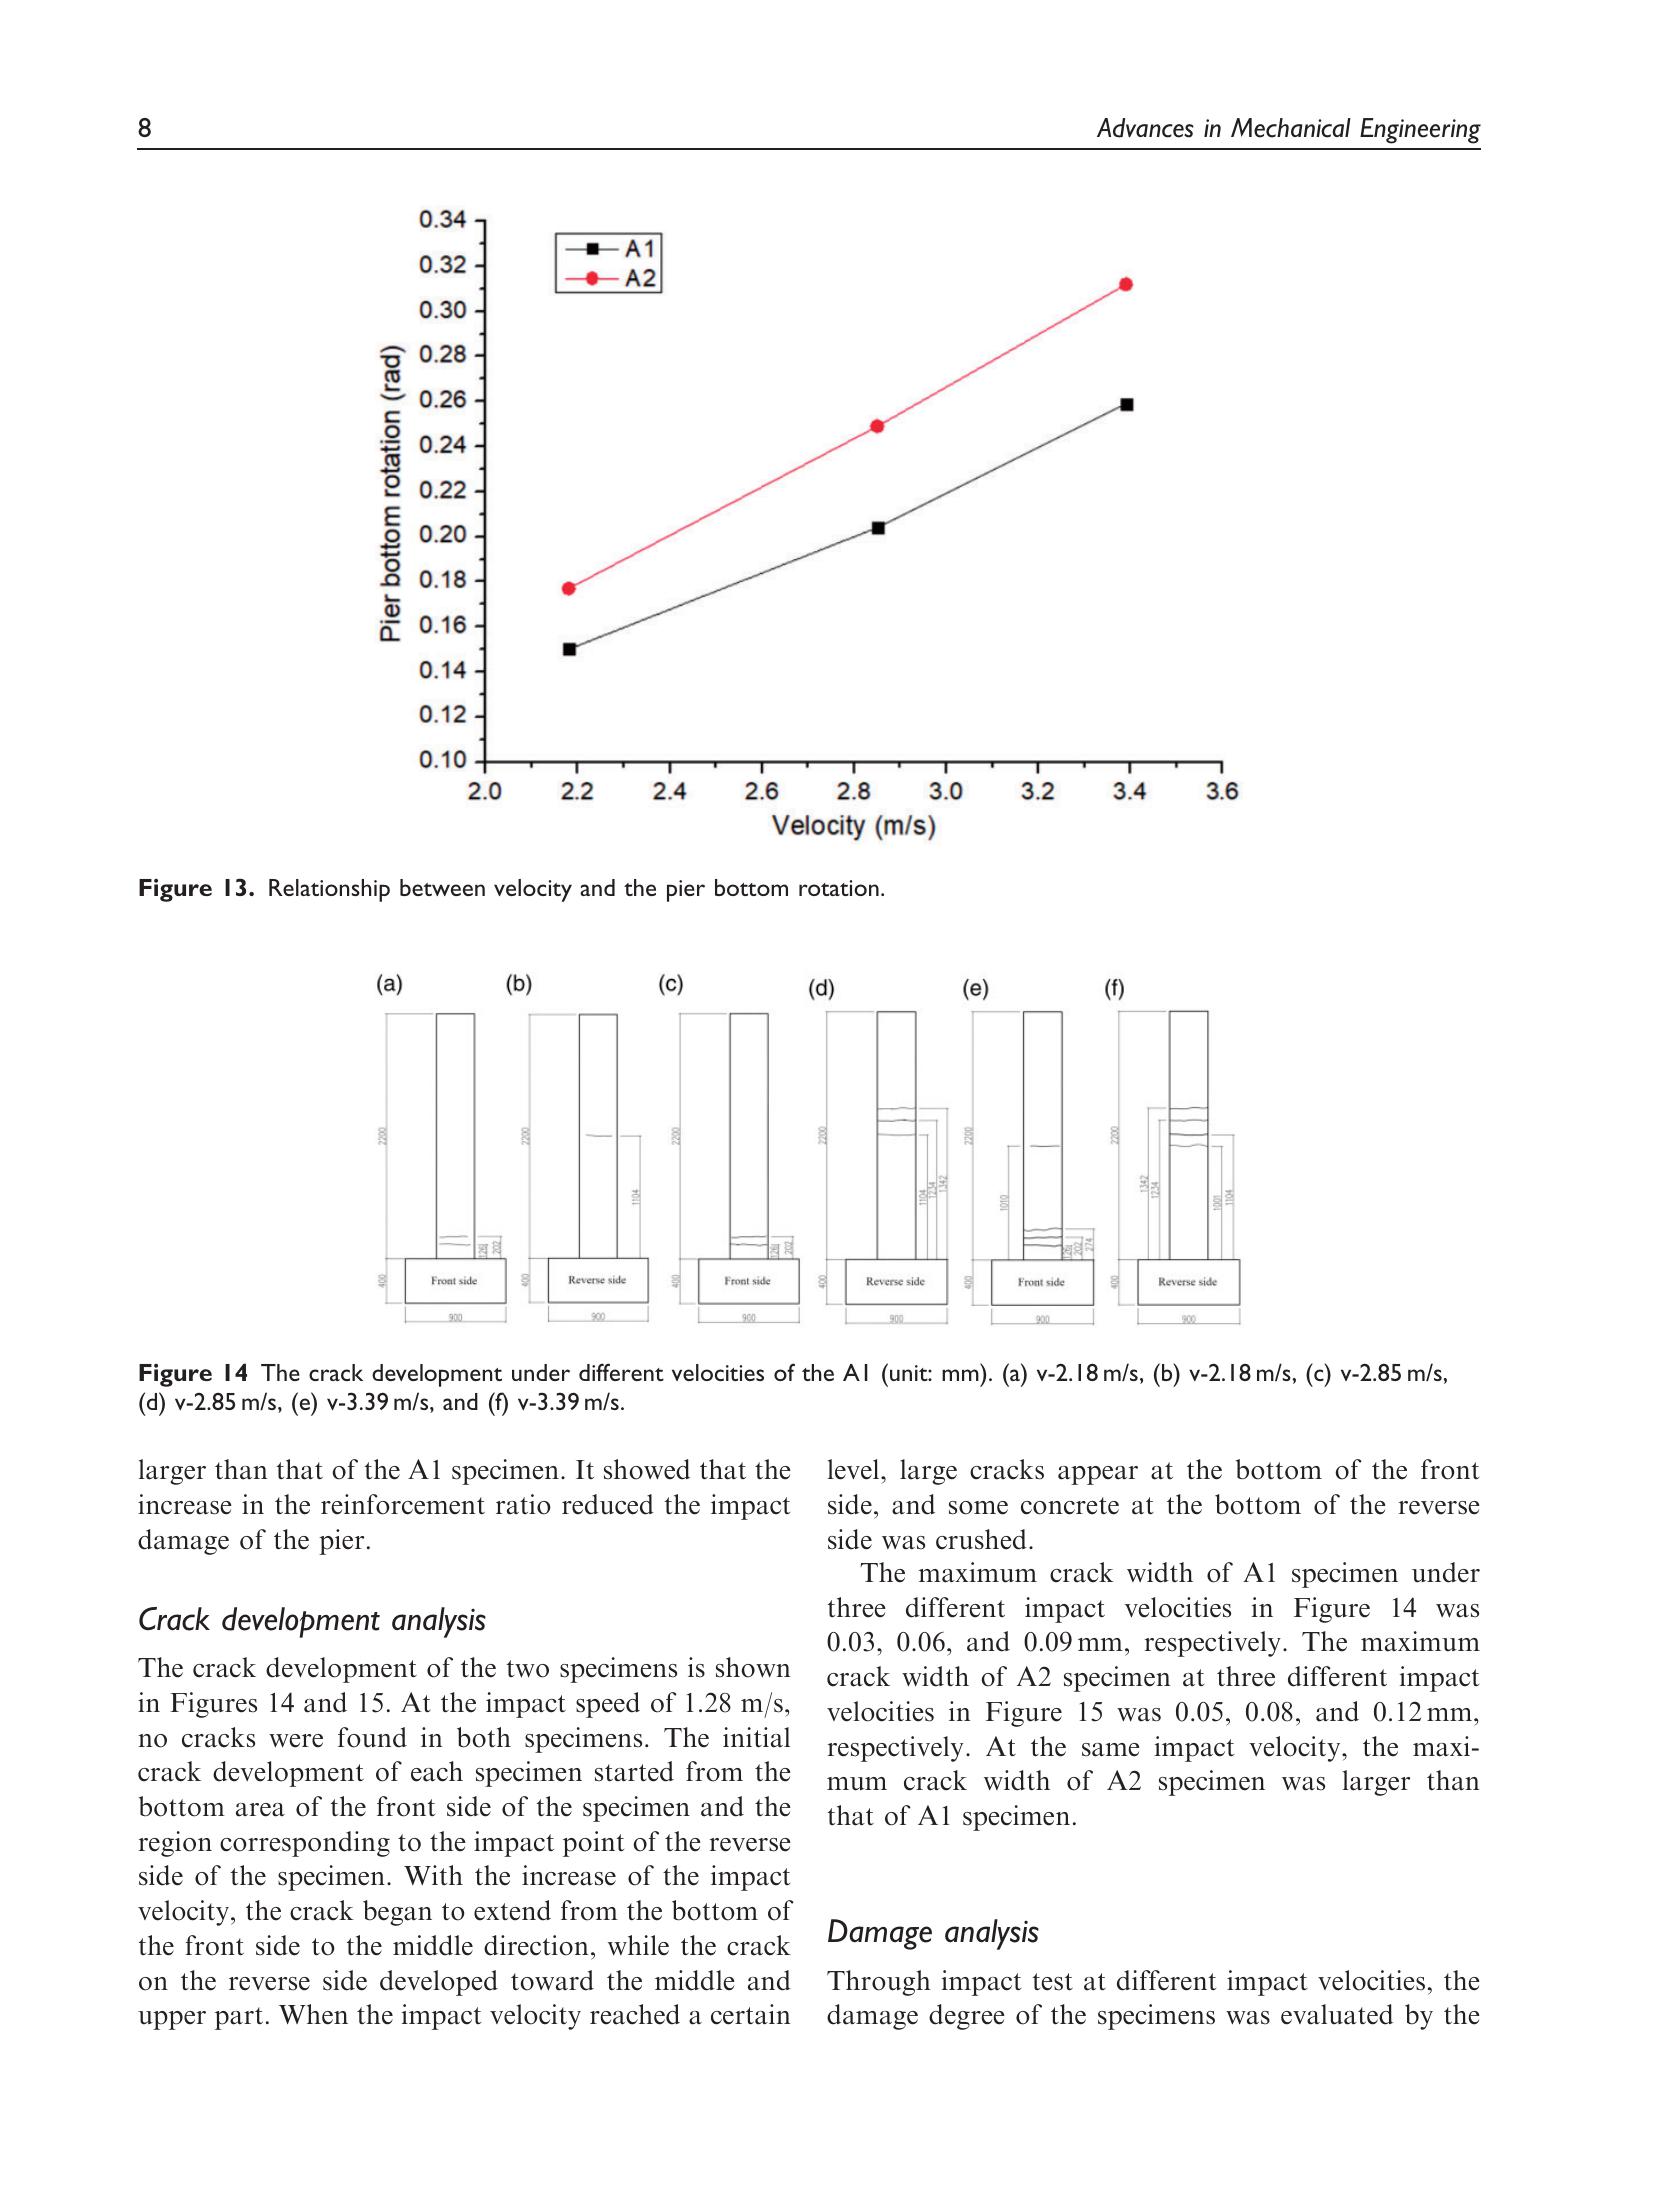 8
Advances in Mechanical Engineering
0.34
0.32
0.30
0.28
0.26
0.24
0.22
0.20
0.18
0.16
0.14
0.12
0.10
Pier bottom rotation (rad)
A1
A2
2.0 2.2 2.4 2.6 2.8 3.0 3.2 3.4 3.6
Velocity (m/s)
Figure 13. Relationship between velocity and the pier bottom rotation.
(a) (b) (c) (d) (e) (f)
2200 2200 2200 2200 2200 2200
1104
1104 1234 1342
1010
1342 1234
1001 1104
126 202
126 202
126 202 274
400 400 400 400 400 400
Front side Reverse side Front side Reverse side Front side Reverse side
900 900 900 900 900 900
Figure 14 The crack development under different velocities of the A1 (unit: mm). (a) v-2.18 m/s, (b) v-2.18 m/s, (c) v-2.85 m/s,
(d) v-2.85 m/s, (e) v-3.39 m/s, and (f) v-3.39 m/s.
larger than that of the A1 specimen. It showed that the
increase in the reinforcement ratio reduced the impact
damage of the pier.
Crack development analysis
The crack development of the two specimens is shown
in Figures 14 and 15. At the impact speed of 1.28 m/s,
no cracks were found in both specimens. The initial
crack development of each specimen started from the
bottom area of the front side of the specimen and the
region corresponding to the impact point of the reverse
side of the specimen. With the increase of the impact
velocity, the crack began to extend from the bottom of
the front side to the middle direction, while the crack
on the reverse side developed toward the middle and
upper part. When the impact velocity reached a certain
level, large cracks appear at the bottom of the front
side, and some concrete at the bottom of the reverse
side was crushed.
The maximum crack width of A1 specimen under
three different impact velocities in Figure 14 was
0.03, 0.06, and 0.09 mm, respectively. The maximum
crack width of A2 specimen at three different impact
velocities in Figure 15 was 0.05, 0.08, and 0.12 mm,
respectively. At the same impact velocity, the maxi-
mum crack width of A2 specimen was larger than
that of A1 specimen.
Damage analysis
Through impact test at different impact velocities, the
damage degree of the specimens was evaluated by the